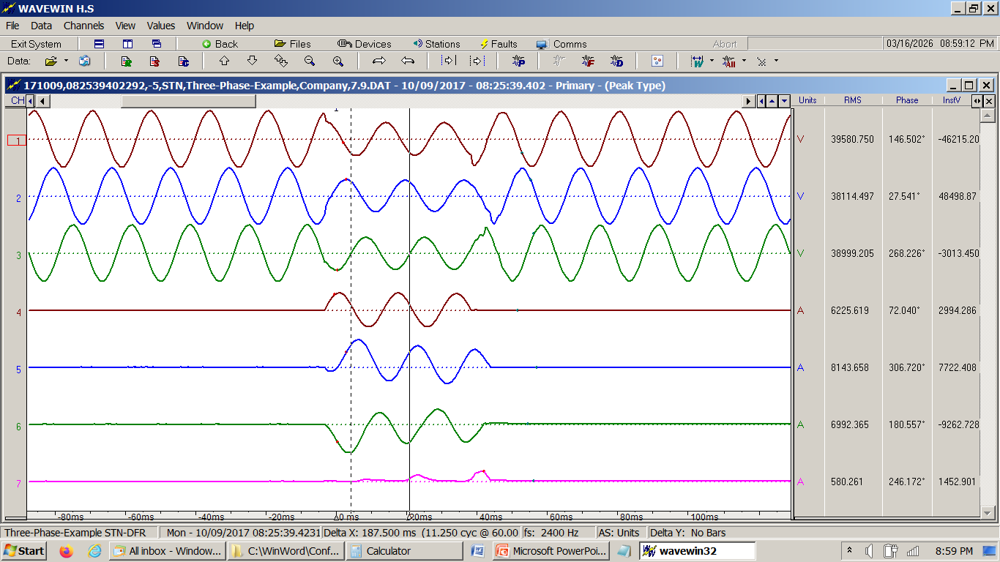 WAVEWIN H.S
File Data Channels View Values Window Help
Exit System Back Files Devices Stations Faults Comms Abort 03/16/2026 08:59:12 PM
Data: R S C P F D W All
171009,082539402292,-5,STN,Three-Phase-Example,Company,7.9.DAT - 10/09/2017 - 08:25:39.402 - Primary - (Peak Type)
CH Units RMS Phase InstV
1 V 39580.750 146.502° -46215.20
2 V 38114.497 27.541° 48498.87
3 V 38999.205 268.226° -3013.450
4 A 6225.619 72.040° 2994.286
5 A 8143.658 306.720° 7722.408
6 A 6992.365 180.557° -9262.728
7 A 580.261 246.172° 1452.901
-80ms -60ms -40ms -20ms 0 ms 20ms 40ms 60ms 80ms 100ms
Three-Phase-Example STN-DFR Mon - 10/09/2017 08:25:39.4231 Delta X: 187.500 ms (11.250 cyc @ 60.00 fs: 2400 Hz AS: Units Delta Y: No Bars
Start All inbox - Window... C:\WinWord\Conf... Calculator Microsoft PowerPoi... wavewin32 8:59 PM